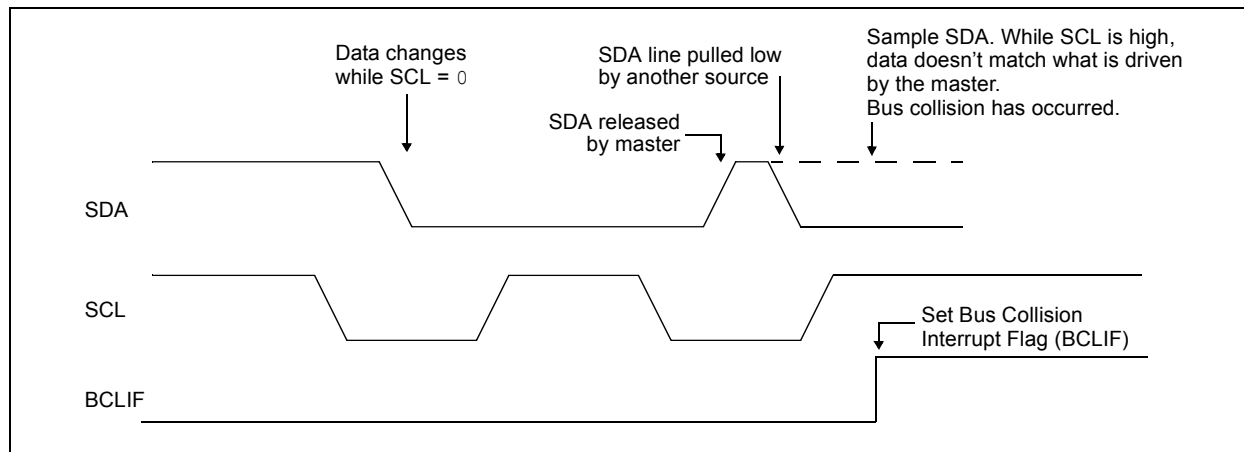 Data changes
while SCL = 0
SDA line pulled low
by another source
Sample SDA. While SCL is high,
data doesn't match what is driven
by the master.
Bus collision has occurred.
SDA released
by master
SDA
SCL
Set Bus Collision
Interrupt Flag (BCLIF)
BCLIF